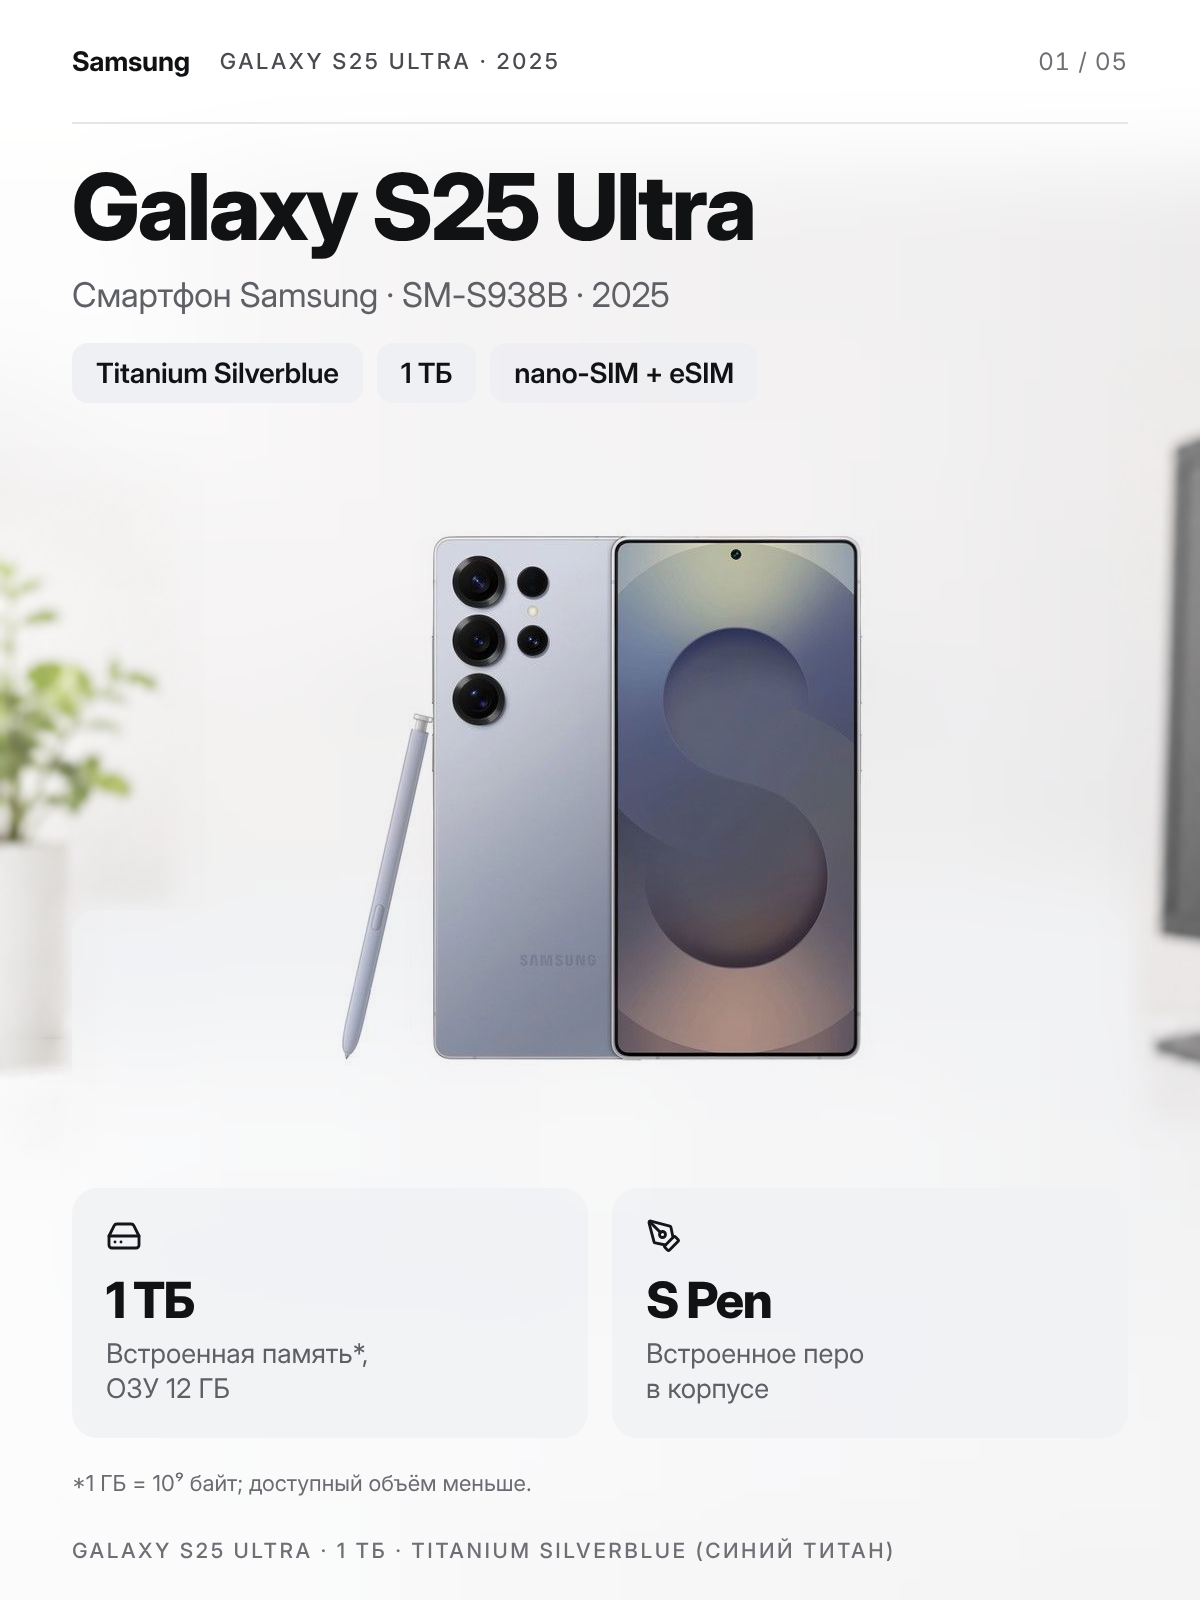 Samsung GALAXY S25 ULTRA · 2025 01 / 05
Galaxy S25 Ultra
Смартфон Samsung · SM-S938B · 2025
Titanium Silverblue 1 ТБ nano-SIM + eSIM
SAMSUNG
1 ТБ
Встроенная память*,
ОЗУ 12 ГБ
S Pen
Встроенное перо
в корпусе
*1 ГБ = 10⁹ байт; доступный объём меньше.
GALAXY S25 ULTRA · 1 ТБ · TITANIUM SILVERBLUE (СИНИЙ ТИТАН)